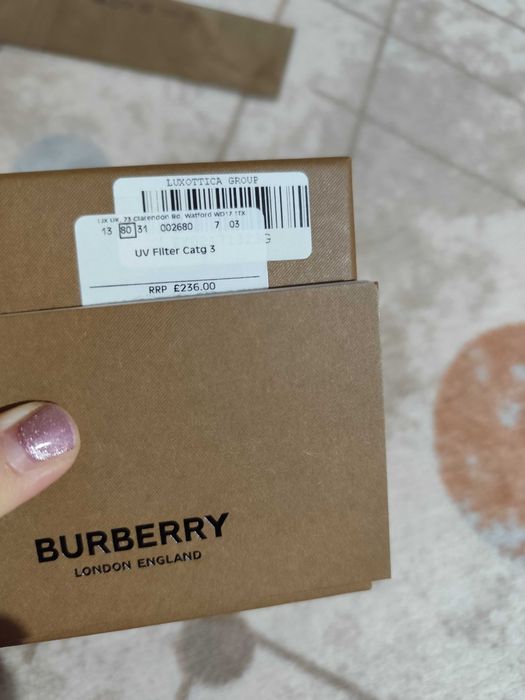 LUXOTTICA GROUP
LUX UK, 73 Clarendon Rd, Watford WD17 1TX
13 80 31 002680 7 03
G
UV Filter Catg 3
RRP £236.00
BURBERRY
LONDON ENGLAND